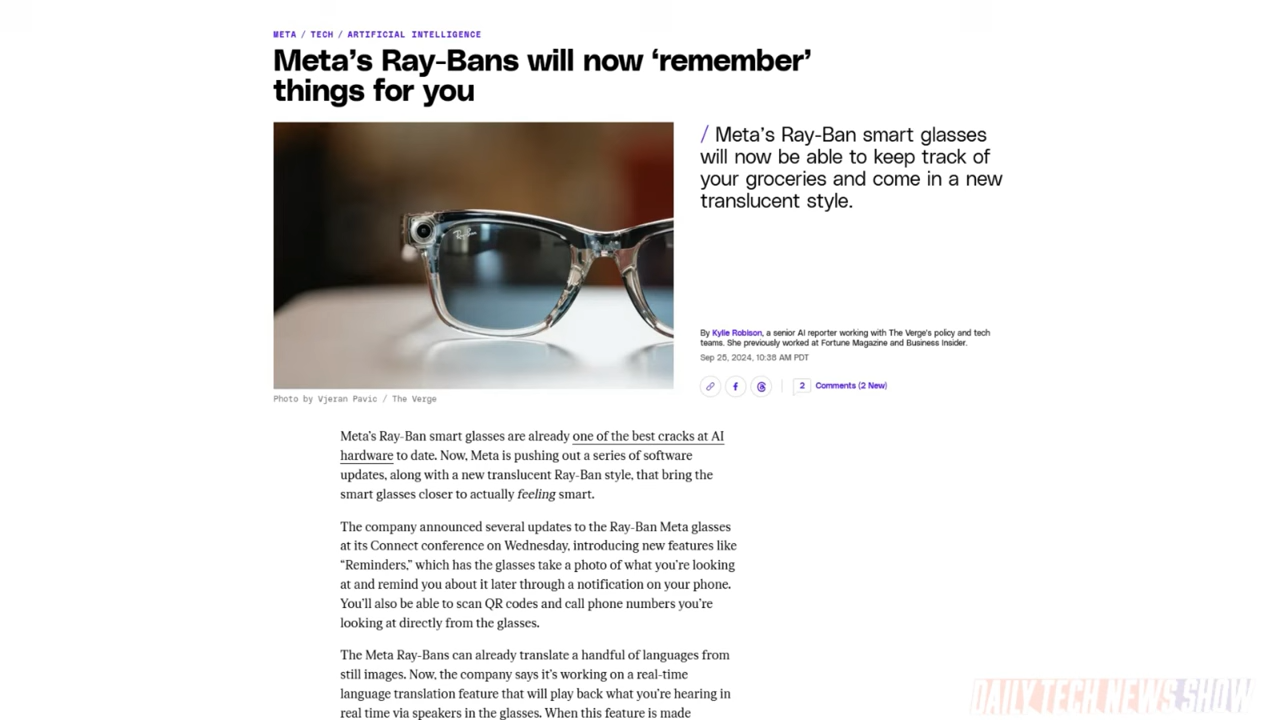 META / TECH / ARTIFICIAL INTELLIGENCE
Meta’s Ray-Bans will now ‘remember’
things for you
/ Meta’s Ray-Ban smart glasses
will now be able to keep track of
your groceries and come in a new
translucent style.
Ray-Ban
By Kylie Robison, a senior AI reporter working with The Verge's policy and tech
teams. She previously worked at Fortune Magazine and Business Insider.
Sep 25, 2024, 10:38 AM PDT
2 Comments (2 New)
Photo by Vjeran Pavic / The Verge
Meta’s Ray-Ban smart glasses are already one of the best cracks at AI
hardware to date. Now, Meta is pushing out a series of software
updates, along with a new translucent Ray-Ban style, that bring the
smart glasses closer to actually feeling smart.
The company announced several updates to the Ray-Ban Meta glasses
at its Connect conference on Wednesday, introducing new features like
“Reminders,” which has the glasses take a photo of what you’re looking
at and remind you about it later through a notification on your phone.
You’ll also be able to scan QR codes and call phone numbers you’re
looking at directly from the glasses.
The Meta Ray-Bans can already translate a handful of languages from
still images. Now, the company says it’s working on a real-time
language translation feature that will play back what you’re hearing in
real time via speakers in the glasses. When this feature is made
DAILY TECH NEWS SHOW